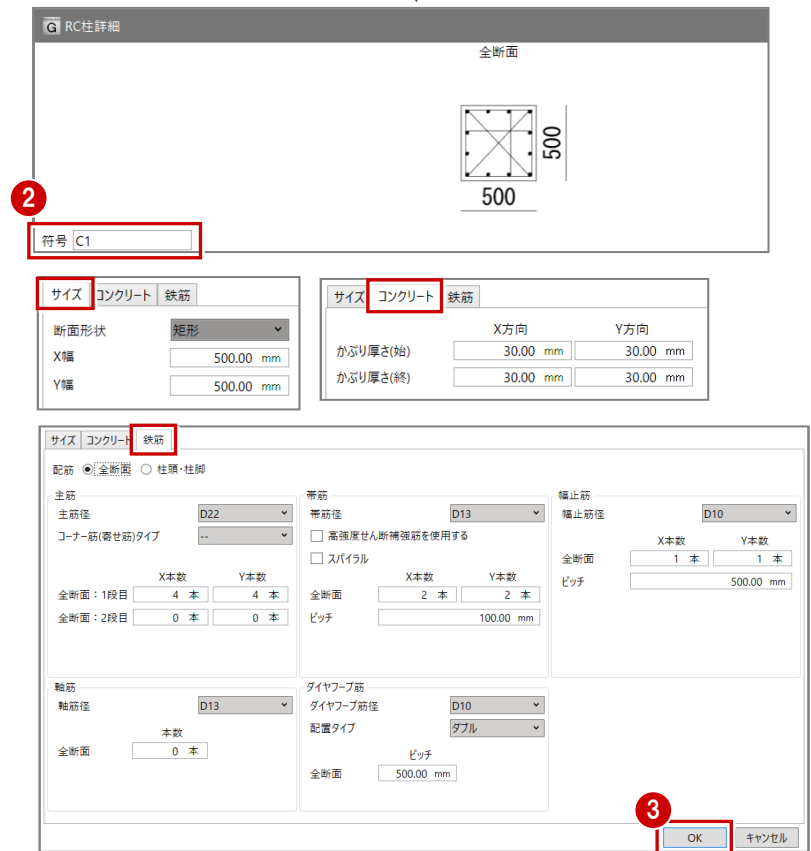 G RC柱詳細
全断面
500
500
2
符号 C1
サイズ コンクリート 鉄筋
断面形状 矩形
X幅 500.00 mm
Y幅 500.00 mm
サイズ コンクリート 鉄筋
X方向 Y方向
かぶり厚さ(始) 30.00 mm 30.00 mm
かぶり厚さ(終) 30.00 mm 30.00 mm
サイズ コンクリート 鉄筋
配筋 全断面 柱頭・柱脚
主筋
主筋径 D22
コーナー筋(寄せ筋)タイプ --
X本数 Y本数
全断面：1段目 4 本 4 本
全断面：2段目 0 本 0 本
帯筋
帯筋径 D13
高強度せん断補強筋を使用する
スパイラル
X本数 Y本数
全断面 2 本 2 本
ピッチ 100.00 mm
幅止筋
幅止筋径 D10
X本数 Y本数
全断面 1 本 1 本
ピッチ 500.00 mm
軸筋
軸筋径 D13
本数
全断面 0 本
ダイヤフープ筋
ダイヤフープ筋径 D10
配置タイプ ダブル
ピッチ
全断面 500.00 mm
3
OK キャンセル